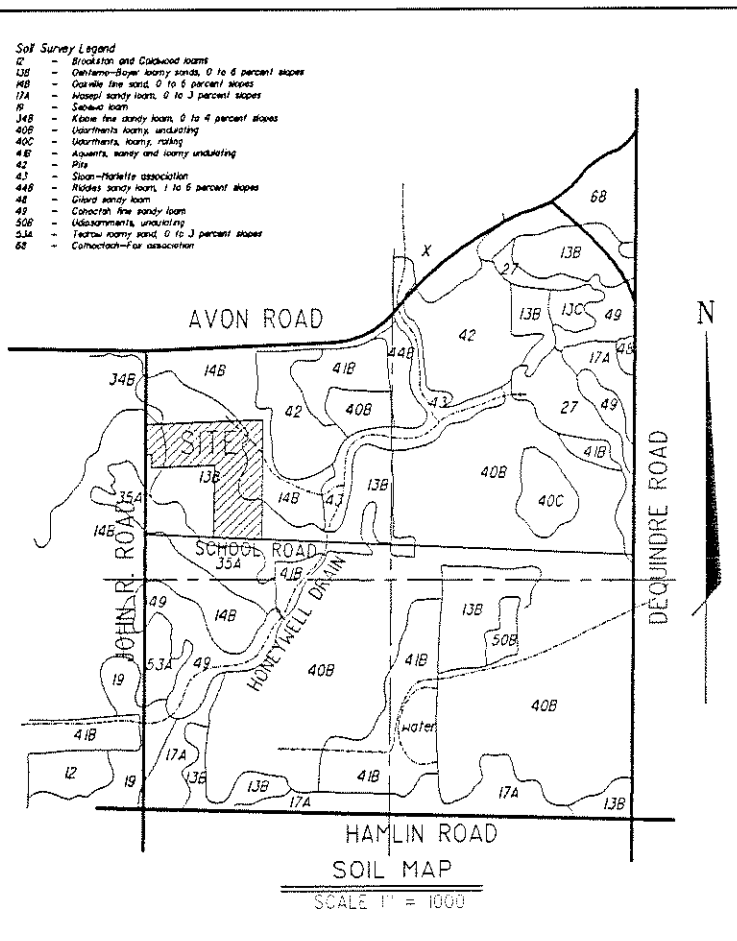 Soil Survey Legend
12 - Brookston and Colwood loams
13B - Oshtemo-Boyer loamy sands, 0 to 6 percent slopes
14B - Oakville fine sand, 0 to 6 percent slopes
17A - Wasepi sandy loam, 0 to 3 percent slopes
19 - Sebewa loam
34B - Kibbie fine sandy loam, 0 to 4 percent slopes
40B - Udorthents loamy, undulating
40C - Udorthents, loamy, rolling
41B - Aquents, sandy and loamy undulating
42 - Pits
43 - Sloan-Marlette association
44B - Riddles sandy loam, 1 to 6 percent slopes
48 - Gilford sandy loam
49 - Cohoctah fine sandy loam
50B - Udipsamments, undulating
53A - Tedrow loamy sand, 0 to 3 percent slopes
68 - association
68
X
27
13B
N
AVON ROAD
42
13B
13C
49
14B
41B
44B
17A
48
34B
42
40B
43
27
49
SITE
41B
13B
40B
13B
35A
14B
43
40C
14B
SCHOOL ROAD
35A
41B
JOHN R. ROAD
HONEYWELL DRAIN
DEQUINDRE ROAD
49
14B
13B
50B
53A
49
41B
19
40B
40B
water
41B
17A
12
19
13B
13B
41B
17A
17A
13B
HAMLIN ROAD
SOIL MAP
SCALE 1" = 1000